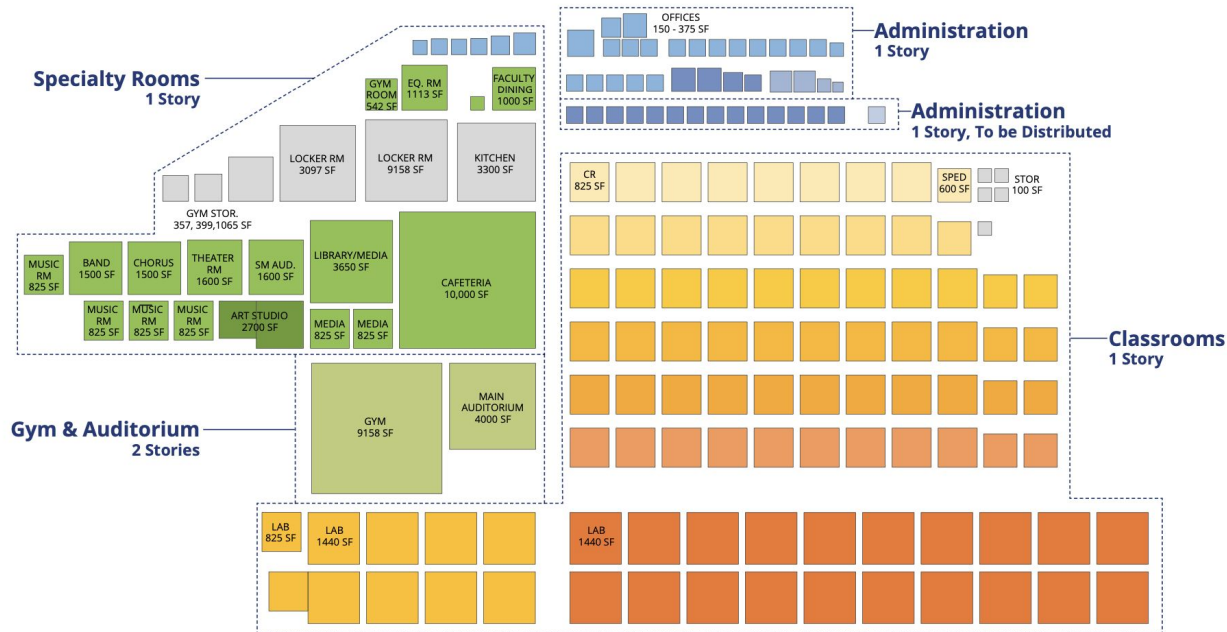 OFFICES
150 - 375 SF
Administration
1 Story
Administration
1 Story, To be Distributed
Specialty Rooms
1 Story
GYM
ROOM
542 SF
EQ. RM
1113 SF
FACULTY
DINING
1000 SF
LOCKER RM
3097 SF
LOCKER RM
9158 SF
KITCHEN
3300 SF
GYM STOR.
357, 399,1065 SF
MUSIC
RM
825 SF
BAND
1500 SF
CHORUS
1500 SF
THEATER
RM
1600 SF
SM AUD.
1600 SF
LIBRARY/MEDIA
3650 SF
CAFETERIA
10,000 SF
MUSIC
RM
825 SF
MUSIC
RM
825 SF
MUSIC
RM
825 SF
ART STUDIO
2700 SF
MEDIA
825 SF
MEDIA
825 SF
CR
825 SF
SPED
600 SF
STOR
100 SF
Classrooms
1 Story
Gym & Auditorium
2 Stories
GYM
9158 SF
MAIN
AUDITORIUM
4000 SF
LAB
825 SF
LAB
1440 SF
LAB
1440 SF